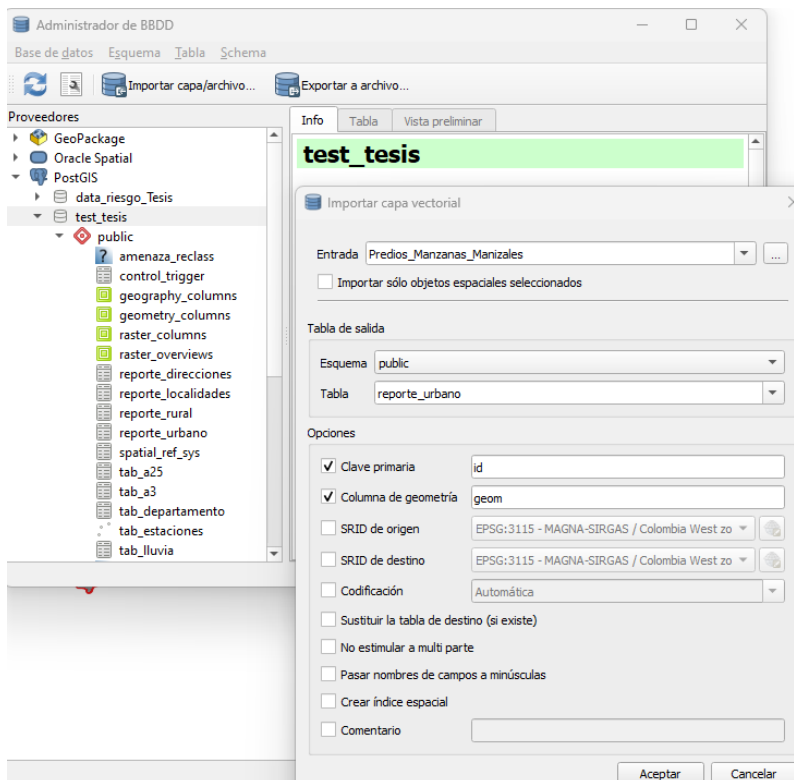 Administrador de BBDD
Base de datos Esquema Tabla Schema
Importar capa/archivo... Exportar a archivo...
Proveedores
GeoPackage
Oracle Spatial
PostGIS
data_riesgo_Tesis
test_tesis
public
amenaza_reclass
control_trigger
geography_columns
geometry_columns
raster_columns
raster_overviews
reporte_direcciones
reporte_localidades
reporte_rural
reporte_urbano
spatial_ref_sys
tab_a25
tab_a3
tab_departamento
tab_estaciones
tab_lluvia
Info Tabla Vista preliminar
test_tesis
Importar capa vectorial
Entrada Predios_Manzanas_Manizales ...
Importar sólo objetos espaciales seleccionados
Tabla de salida
Esquema public
Tabla reporte_urbano
Opciones
Clave primaria id
Columna de geometría geom
SRID de origen EPSG:3115 - MAGNA-SIRGAS / Colombia West zo
SRID de destino EPSG:3115 - MAGNA-SIRGAS / Colombia West zo
Codificación Automática
Sustituir la tabla de destino (si existe)
No estimular a multi parte
Pasar nombres de campos a minúsculas
Crear índice espacial
Comentario
Aceptar Cancelar